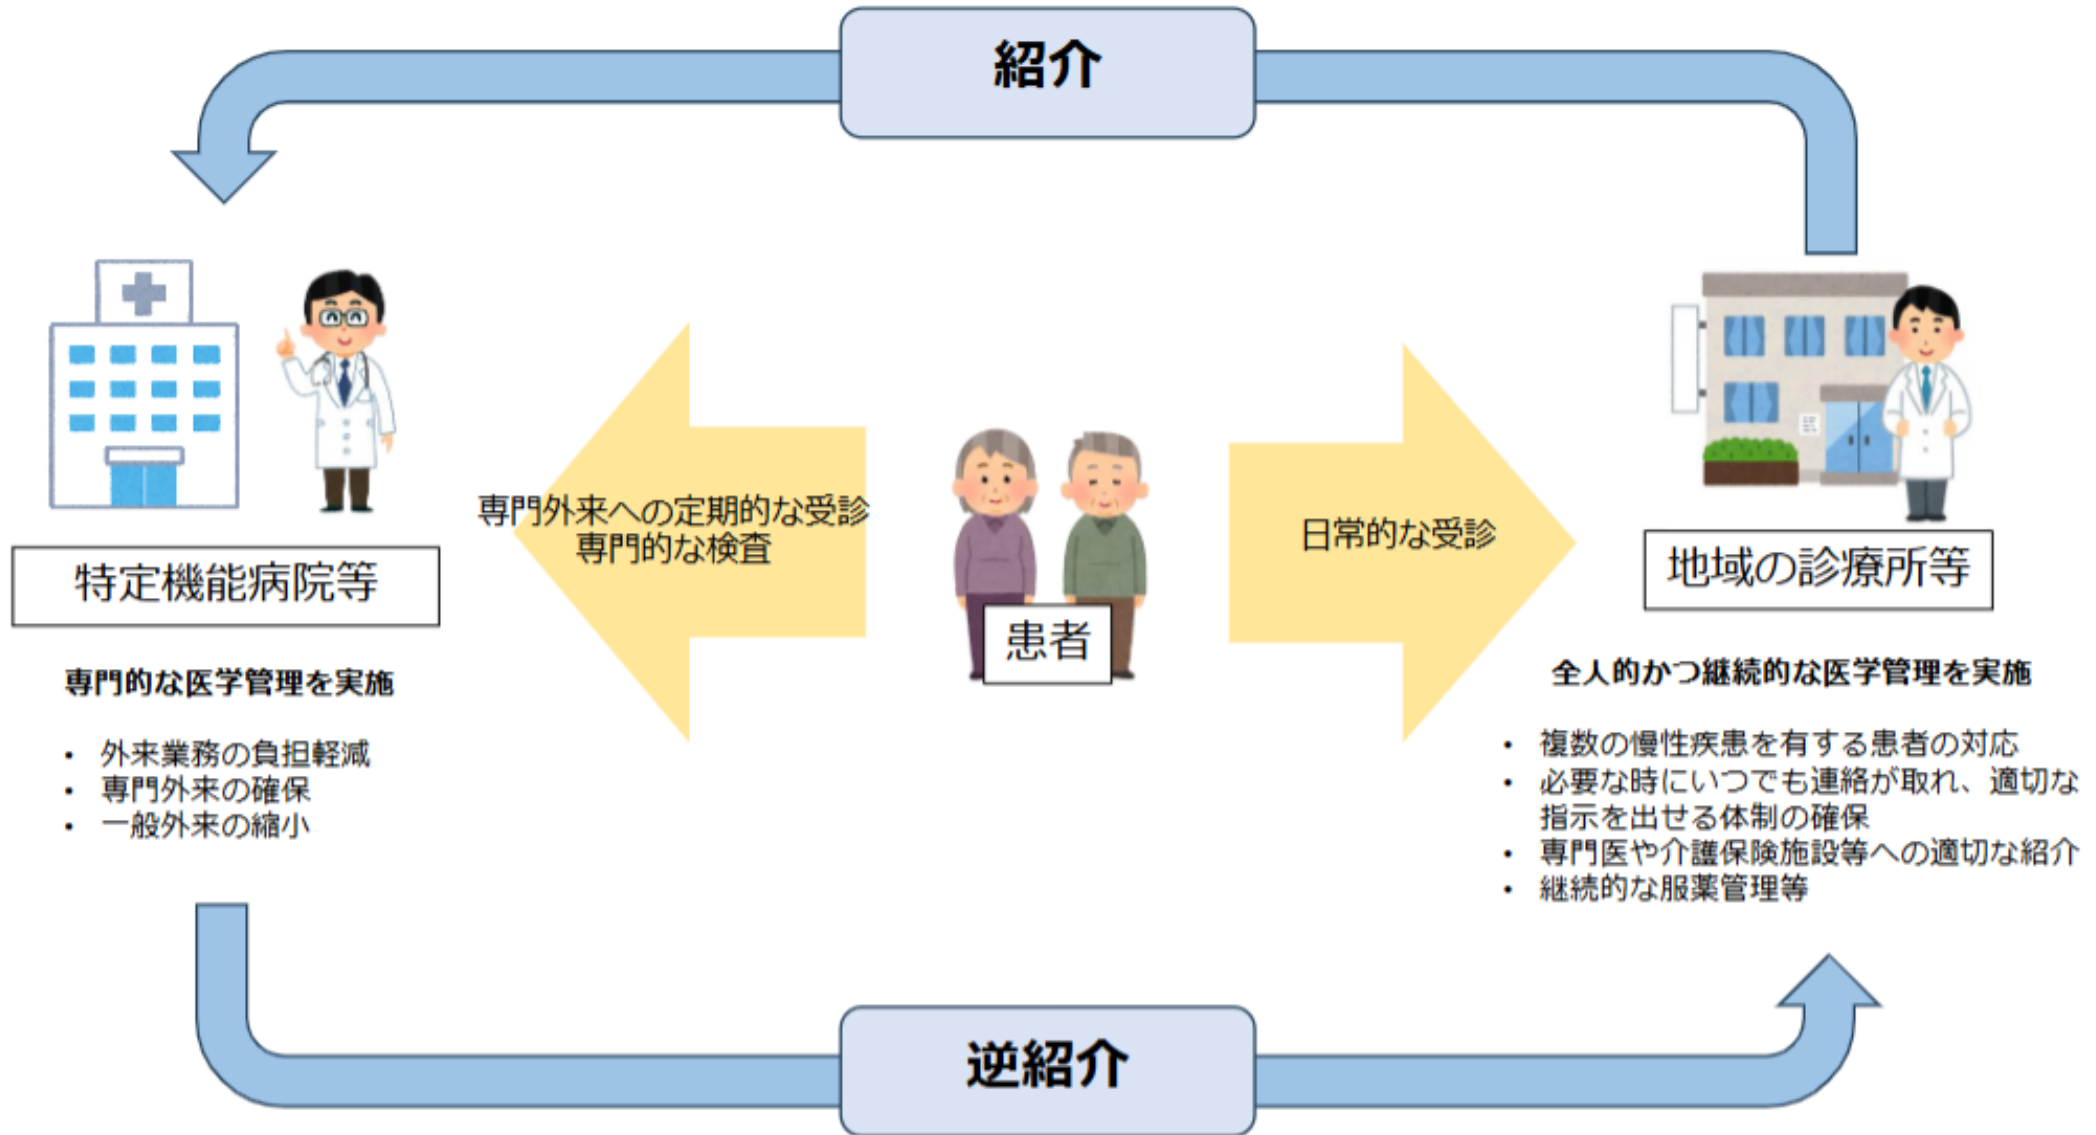 紹介
専門外来への定期的な受診
専門的な検査
日常的な受診
特定機能病院等
患者
地域の診療所等
専門的な医学管理を実施
• 外来業務の負担軽減
• 専門外来の確保
• 一般外来の縮小
全人的かつ継続的な医学管理を実施
• 複数の慢性疾患を有する患者の対応
• 必要な時にいつでも連絡が取れ、適切な
指示を出せる体制の確保
• 専門医や介護保険施設等への適切な紹介
• 継続的な服薬管理等
逆紹介